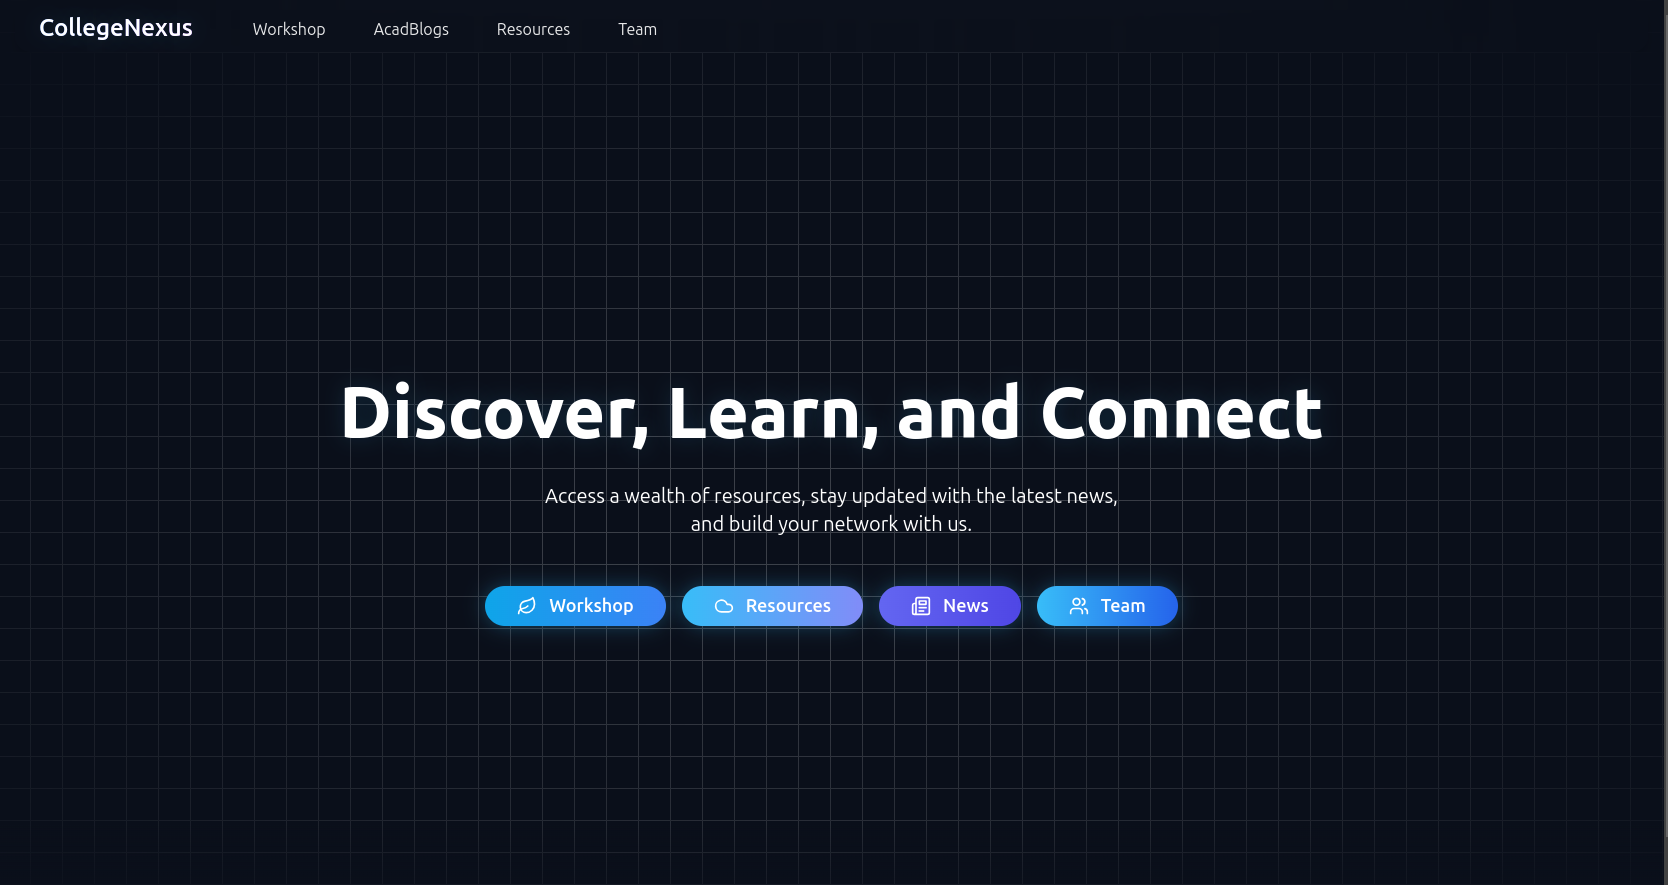 CollegeNexus Workshop AcadBlogs Resources Team
Discover, Learn, and Connect
Access a wealth of resources, stay updated with the latest news,
and build your network with us.
Workshop Resources News Team